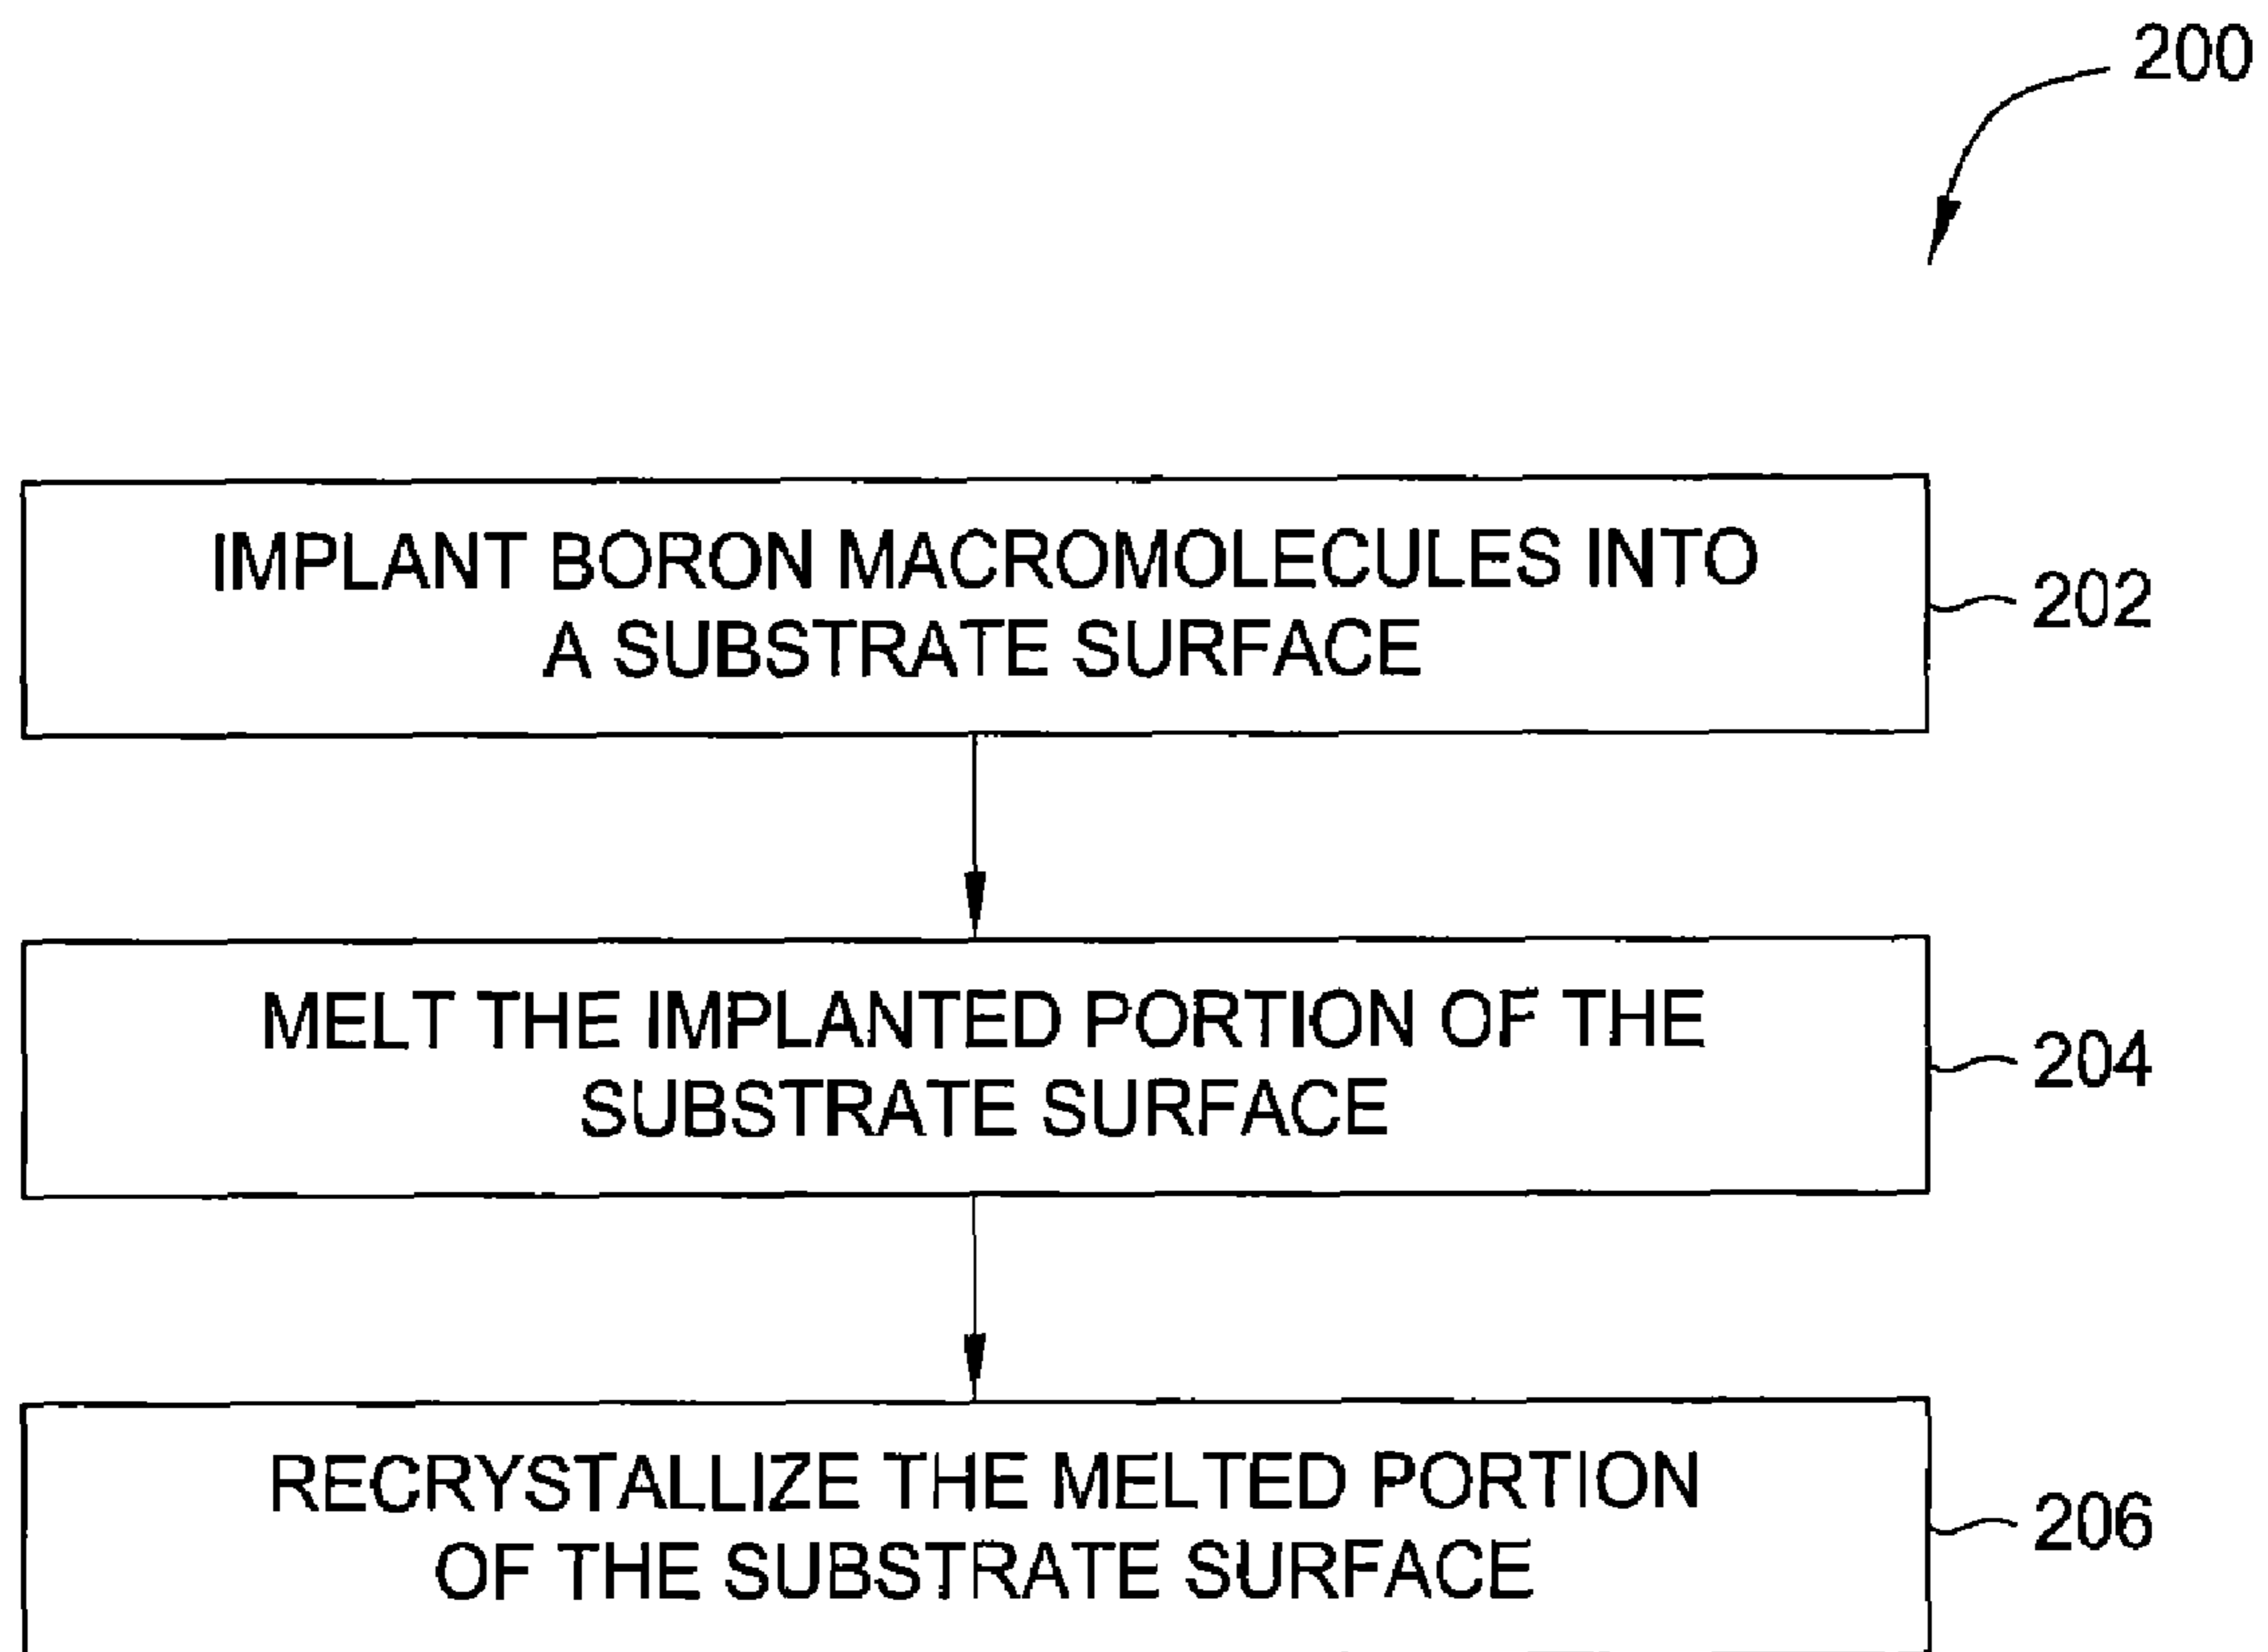 200
IMPLANT BORON MACROMOLECULES INTO
A SUBSTRATE SURFACE
202
MELT THE IMPLANTED PORTION OF THE
SUBSTRATE SURFACE
204
RECRYSTALLIZE THE MELTED PORTION
OF THE SUBSTRATE SURFACE
206